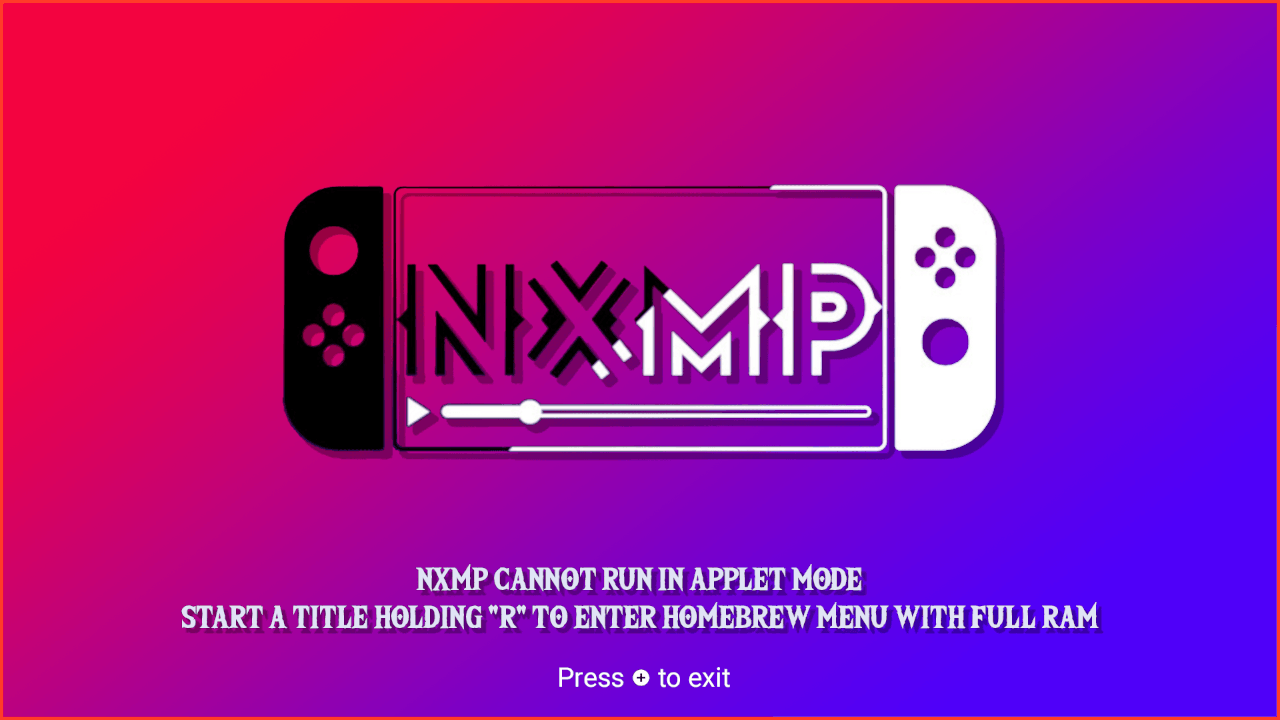 NXMP
NXMP CANNOT RUN IN APPLET MODE
START A TITLE HOLDING "R" TO ENTER HOMEBREW MENU WITH FULL RAM
Press + to exit